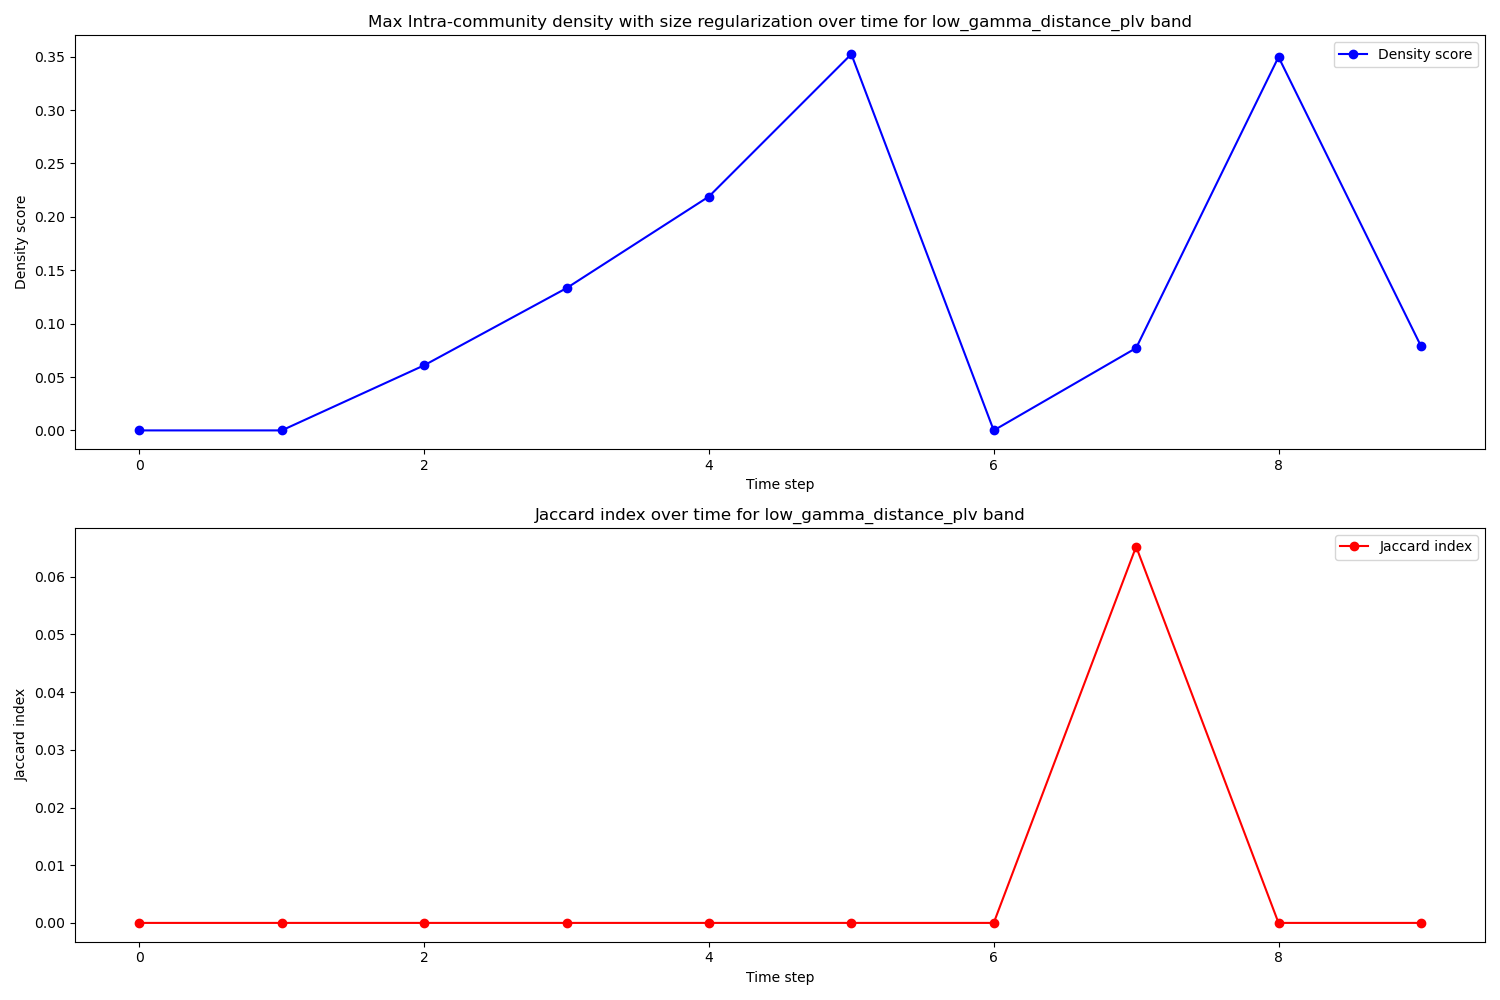 Max Intra-community density with size regularization over time for low_gamma_distance_plv band
Density score
0.35
0.30
0.25
0.20
0.15
0.10
0.05
0.00
Density score
0 2 4 6 8
Time step
Jaccard index over time for low_gamma_distance_plv band
Jaccard index
0.06
0.05
0.04
0.03
0.02
0.01
0.00
Jaccard index
0 2 4 6 8
Time step